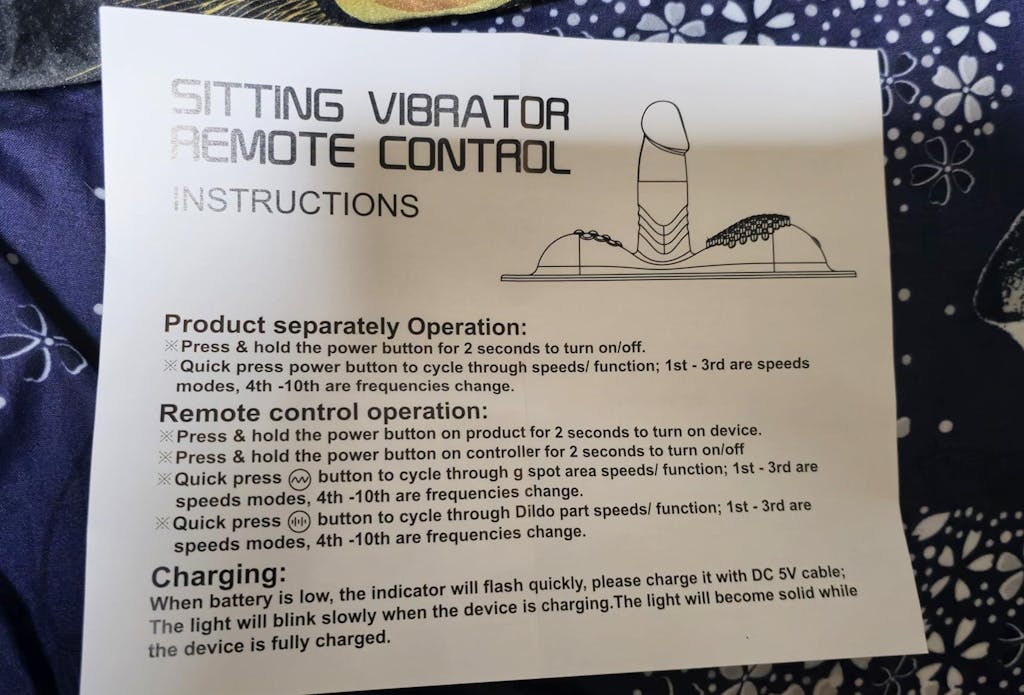 SITTING VIBRATOR
REMOTE CONTROL
INSTRUCTIONS
Product separately Operation:
※Press & hold the power button for 2 seconds to turn on/off.
※Quick press power button to cycle through speeds/ function; 1st - 3rd are speeds
modes, 4th -10th are frequencies change.
Remote control operation:
※Press & hold the power button on product for 2 seconds to turn on device.
※Press & hold the power button on controller for 2 seconds to turn on/off
※Quick press button to cycle through g spot area speeds/ function; 1st - 3rd are
speeds modes, 4th -10th are frequencies change.
※Quick press button to cycle through Dildo part speeds/ function; 1st - 3rd are
speeds modes, 4th -10th are frequencies change.
Charging:
When battery is low, the indicator will flash quickly, please charge it with DC 5V cable;
The light will blink slowly when the device is charging.The light will become solid while
the device is fully charged.